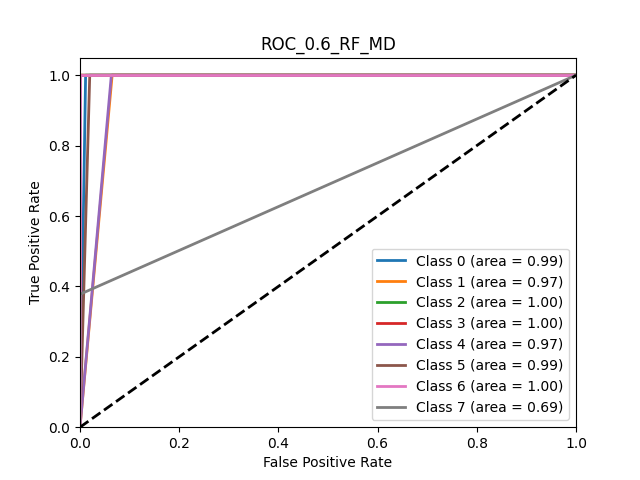 ROC_0.6_RF_MD
1.0
0.8
0.6
0.4
0.2
0.0
True Positive Rate
Class 0 (area = 0.99)
Class 1 (area = 0.97)
Class 2 (area = 1.00)
Class 3 (area = 1.00)
Class 4 (area = 0.97)
Class 5 (area = 0.99)
Class 6 (area = 1.00)
Class 7 (area = 0.69)
0.0 0.2 0.4 0.6 0.8 1.0
False Positive Rate